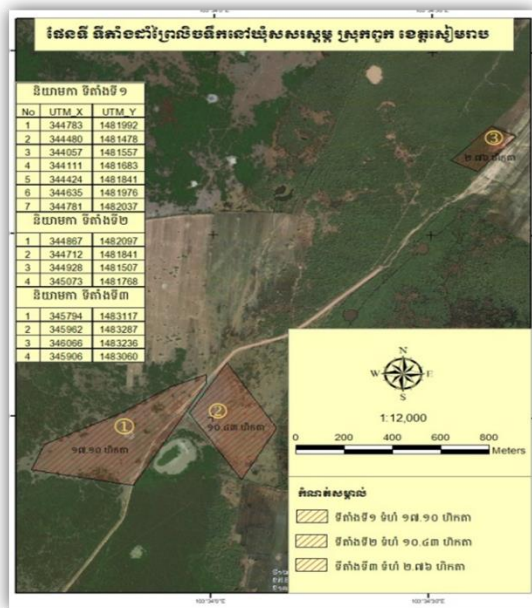 ផែនទី ទីតាំងដាំព្រៃលិចទឹកនៅឃុំសសរស្តម្ភ ស្រុកពួក ខេត្តសៀមរាប
និយាមកា ទីតាំងទី១
No UTM_X UTM_Y
1 344783 1481992
2 344480 1481478
3 344057 1481557
4 344111 1481683
5 344424 1481841
6 344635 1481976
7 344781 1482037
និយាមកា ទីតាំងទី២
1 344867 1482097
2 344712 1481841
3 344928 1481507
4 345073 1481768
និយាមកា ទីតាំងទី៣
1 345794 1483117
2 345962 1483287
3 346066 1483236
4 345906 1483060
③
២.៧៦ ហិកតា
①
១៧.១០ ហិកតា
②
១០.៤៣ ហិកតា
N
W E
S
1:12,000
0 200 400 600 800
Meters
កំណត់សម្គាល់
ទីតាំងទី១ ទំហំ ១៧.១០ ហិកតា
ទីតាំងទី២ ទំហំ ១០.៤៣ ហិកតា
ទីតាំងទី៣ ទំហំ ២.៧៦ ហិកតា